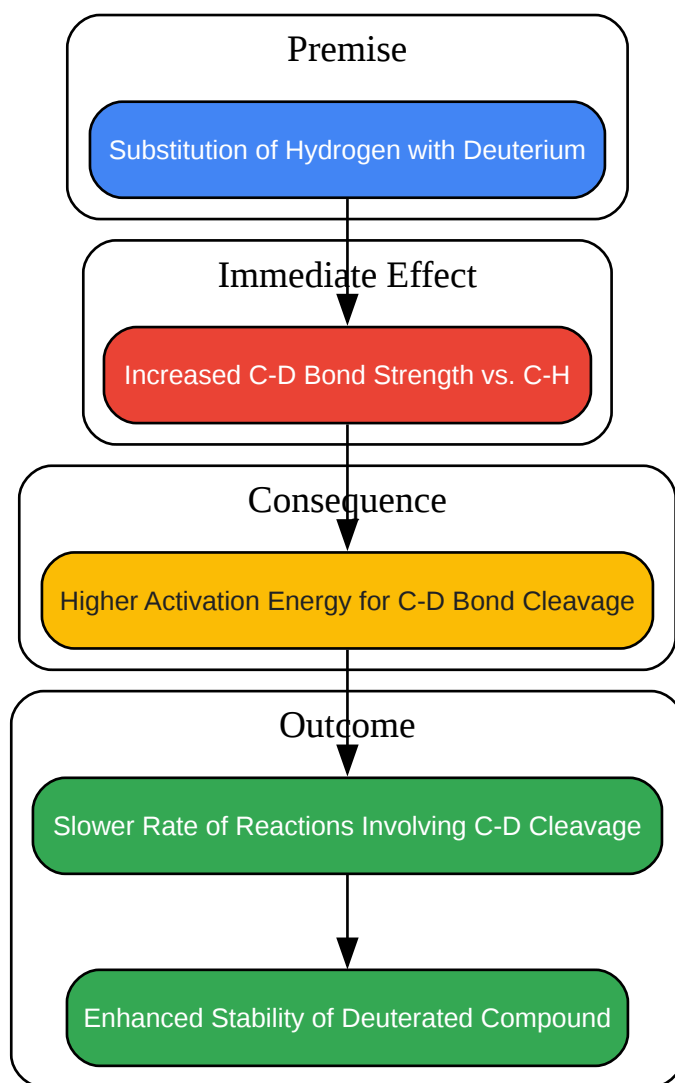 Premise
Substitution of Hydrogen with Deuterium
Immediate Effect
Increased C-D Bond Strength vs. C-H
Consequence
Higher Activation Energy for C-D Bond Cleavage
Outcome
Slower Rate of Reactions Involving C-D Cleavage
Enhanced Stability of Deuterated Compound